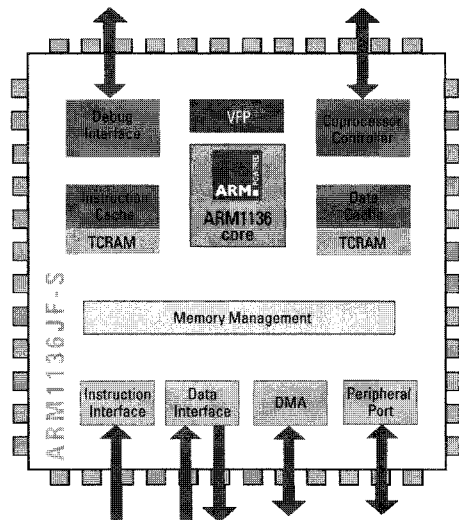 Debug
Interface
VFP
Coprocessor
Controller
ARM
POWERED
ARM1136
core
Instruction
Cache
TCRAM
Data
Cache
TCRAM
ARM1136JF-S
Memory Management
Instruction
Interface
Data
Interface
DMA
Peripheral
Port